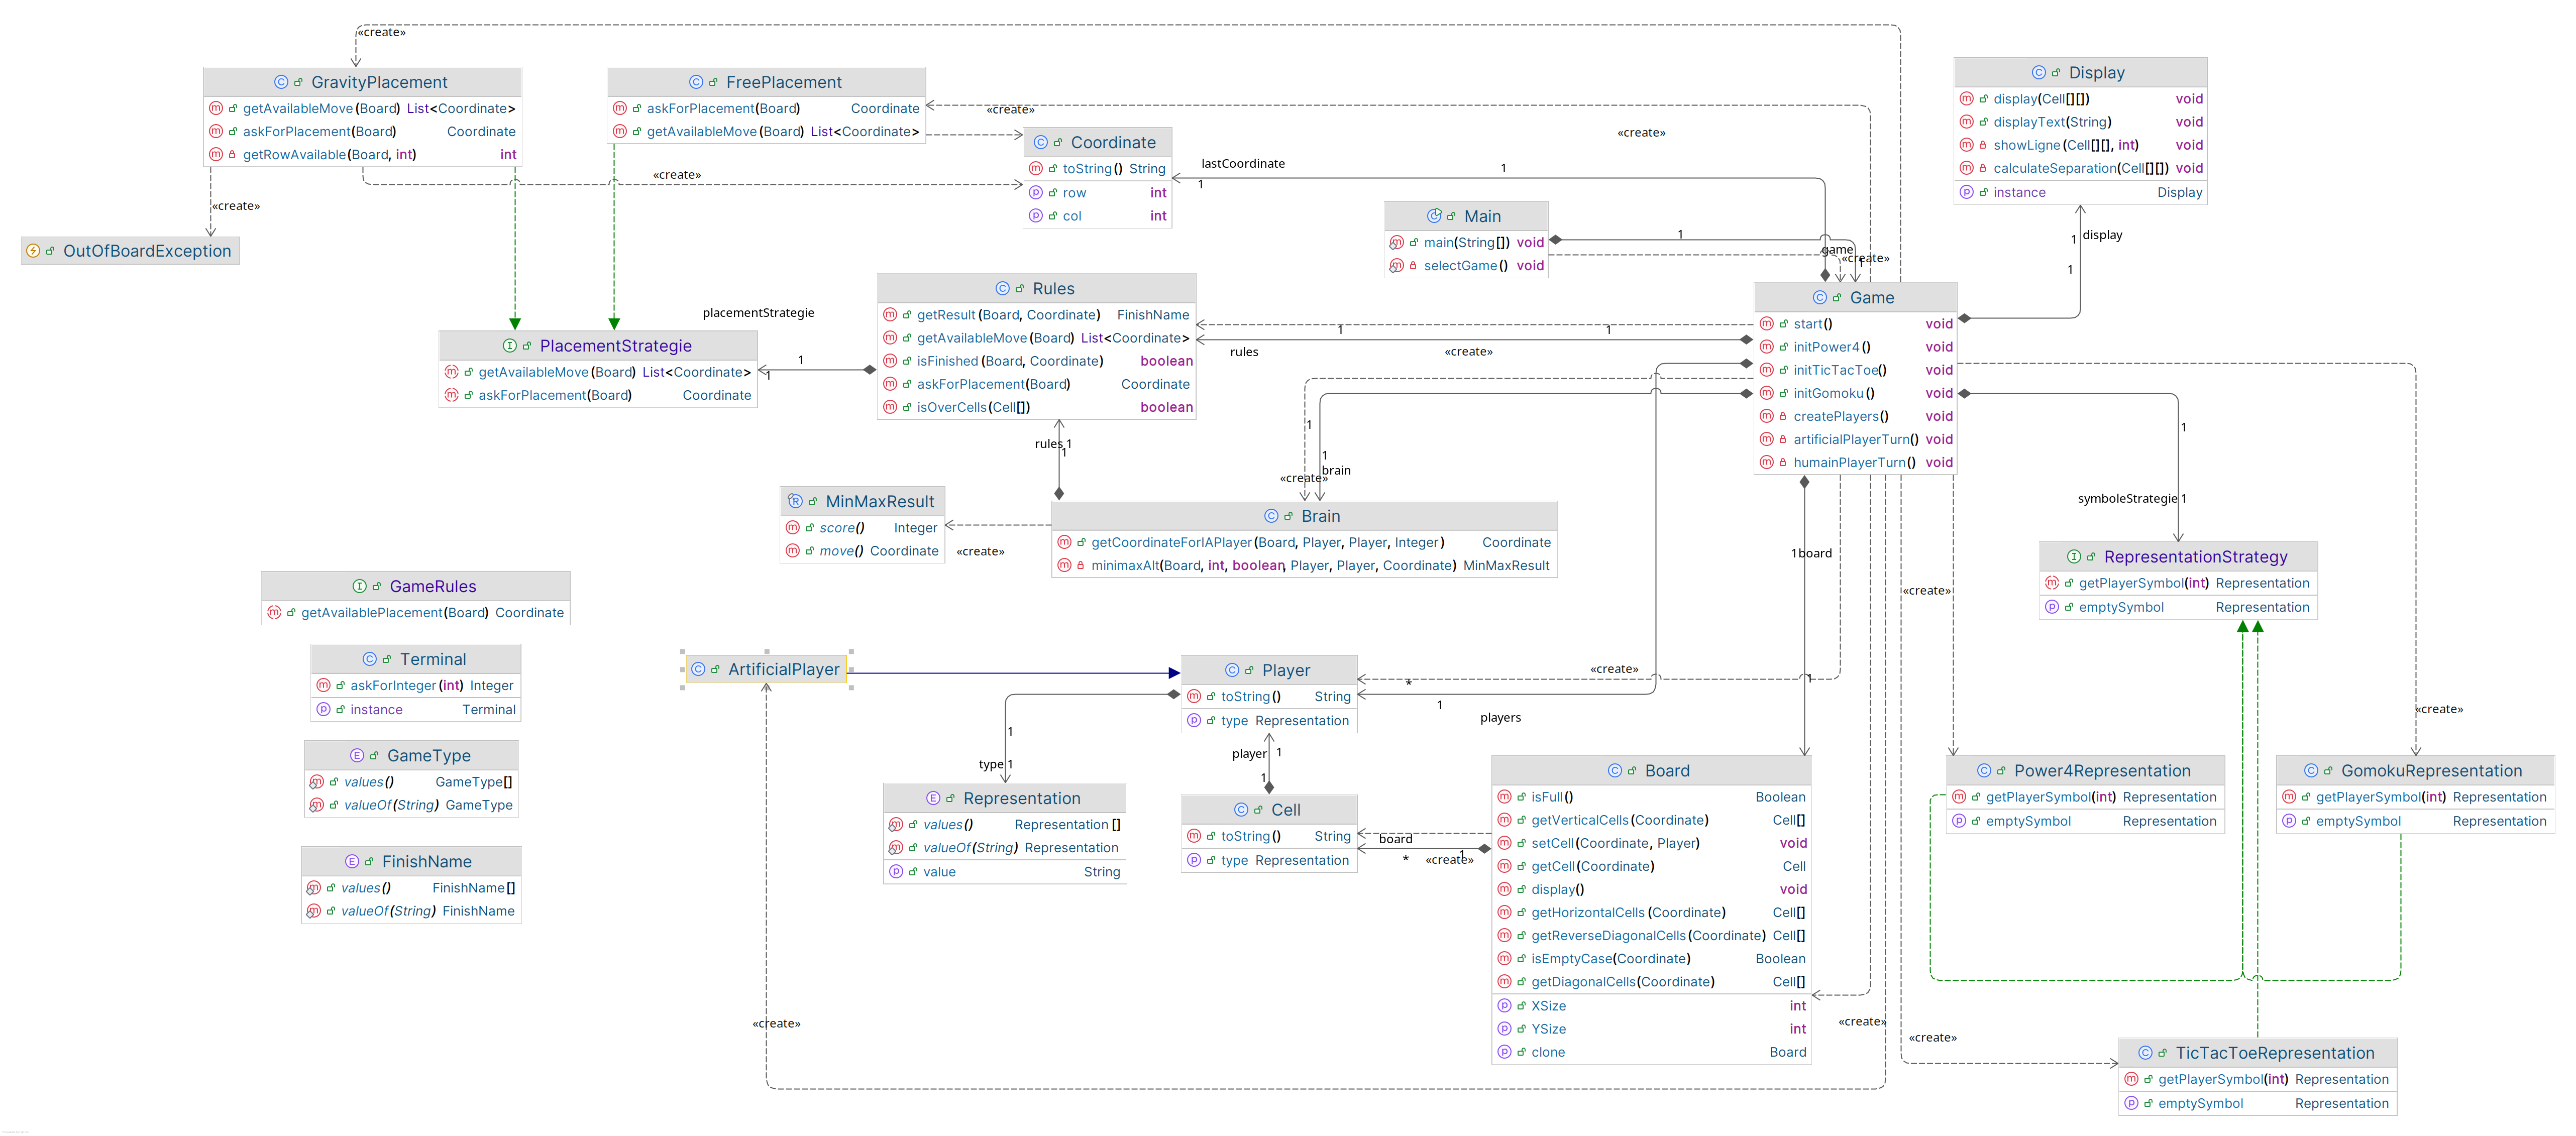 «create»
GravityPlacement
getAvailableMove(Board) List<Coordinate>
askForPlacement(Board) Coordinate
getRowAvailable(Board, int) int
FreePlacement
askForPlacement(Board) Coordinate
getAvailableMove(Board) List<Coordinate>
«create»
«create»
Display
display(Cell[][]) void
displayText(String) void
showLigne(Cell[][], int) void
calculateSeparation(Cell[][]) void
instance Display
Coordinate
toString() String
row int
col int
lastCoordinate
1
1
«create»
«create»
OutOfBoardException
Main
main(String[]) void
selectGame() void
1
game
«create»
1
1
display
1
Rules
getResult(Board, Coordinate) FinishName
getAvailableMove(Board) List<Coordinate>
isFinished(Board, Coordinate) boolean
askForPlacement(Board) Coordinate
isOverCells(Cell[]) boolean
Game
start() void
initPower4() void
initTicTacToe() void
initGomoku() void
createPlayers() void
artificialPlayerTurn() void
humainPlayerTurn() void
placementStrategie
1
1
PlacementStrategie
getAvailableMove(Board) List<Coordinate>
askForPlacement(Board) Coordinate
1
1
rules
«create»
rules 1
1
1
1
brain
«create»
1
symboleStrategie 1
MinMaxResult
score() Integer
move() Coordinate
«create»
Brain
getCoordinateForIAPlayer(Board, Player, Player, Integer) Coordinate
minimaxAlt(Board, int, boolean, Player, Player, Coordinate) MinMaxResult
1 board
RepresentationStrategy
getPlayerSymbol(int) Representation
emptySymbol Representation
«create»
GameRules
getAvailablePlacement(Board) Coordinate
Terminal
askForInteger(int) Integer
instance Terminal
ArtificialPlayer
Player
toString() String
type Representation
«create»
*
1
1
players
«create»
GameType
values() GameType[]
valueOf(String) GameType
1
type 1
player 1
1
Representation
values() Representation []
valueOf(String) Representation
value String
Cell
toString() String
type Representation
board
*
«create»
1
Board
isFull() Boolean
getVerticalCells(Coordinate) Cell[]
setCell(Coordinate, Player) void
getCell(Coordinate) Cell
display() void
getHorizontalCells(Coordinate) Cell[]
getReverseDiagonalCells(Coordinate) Cell[]
isEmptyCase(Coordinate) Boolean
getDiagonalCells(Coordinate) Cell[]
XSize int
YSize int
clone Board
Power4Representation
getPlayerSymbol(int) Representation
emptySymbol Representation
GomokuRepresentation
getPlayerSymbol(int) Representation
emptySymbol Representation
FinishName
values() FinishName[]
valueOf(String) FinishName
«create»
«create»
«create»
TicTacToeRepresentation
getPlayerSymbol(int) Representation
emptySymbol Representation